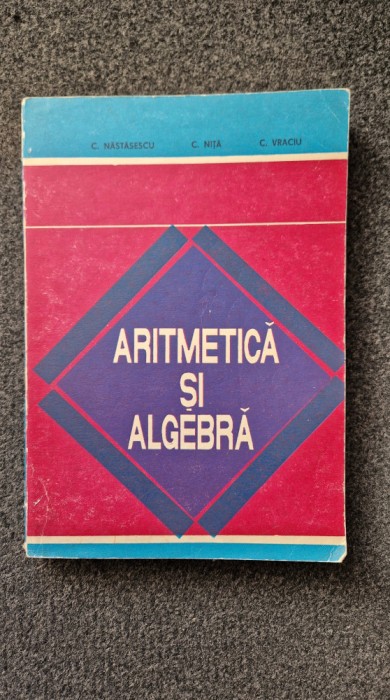 C. NĂSTĂSESCU C. NIȚĂ C. VRACIU
ARITMETICĂ
ȘI
ALGEBRĂ